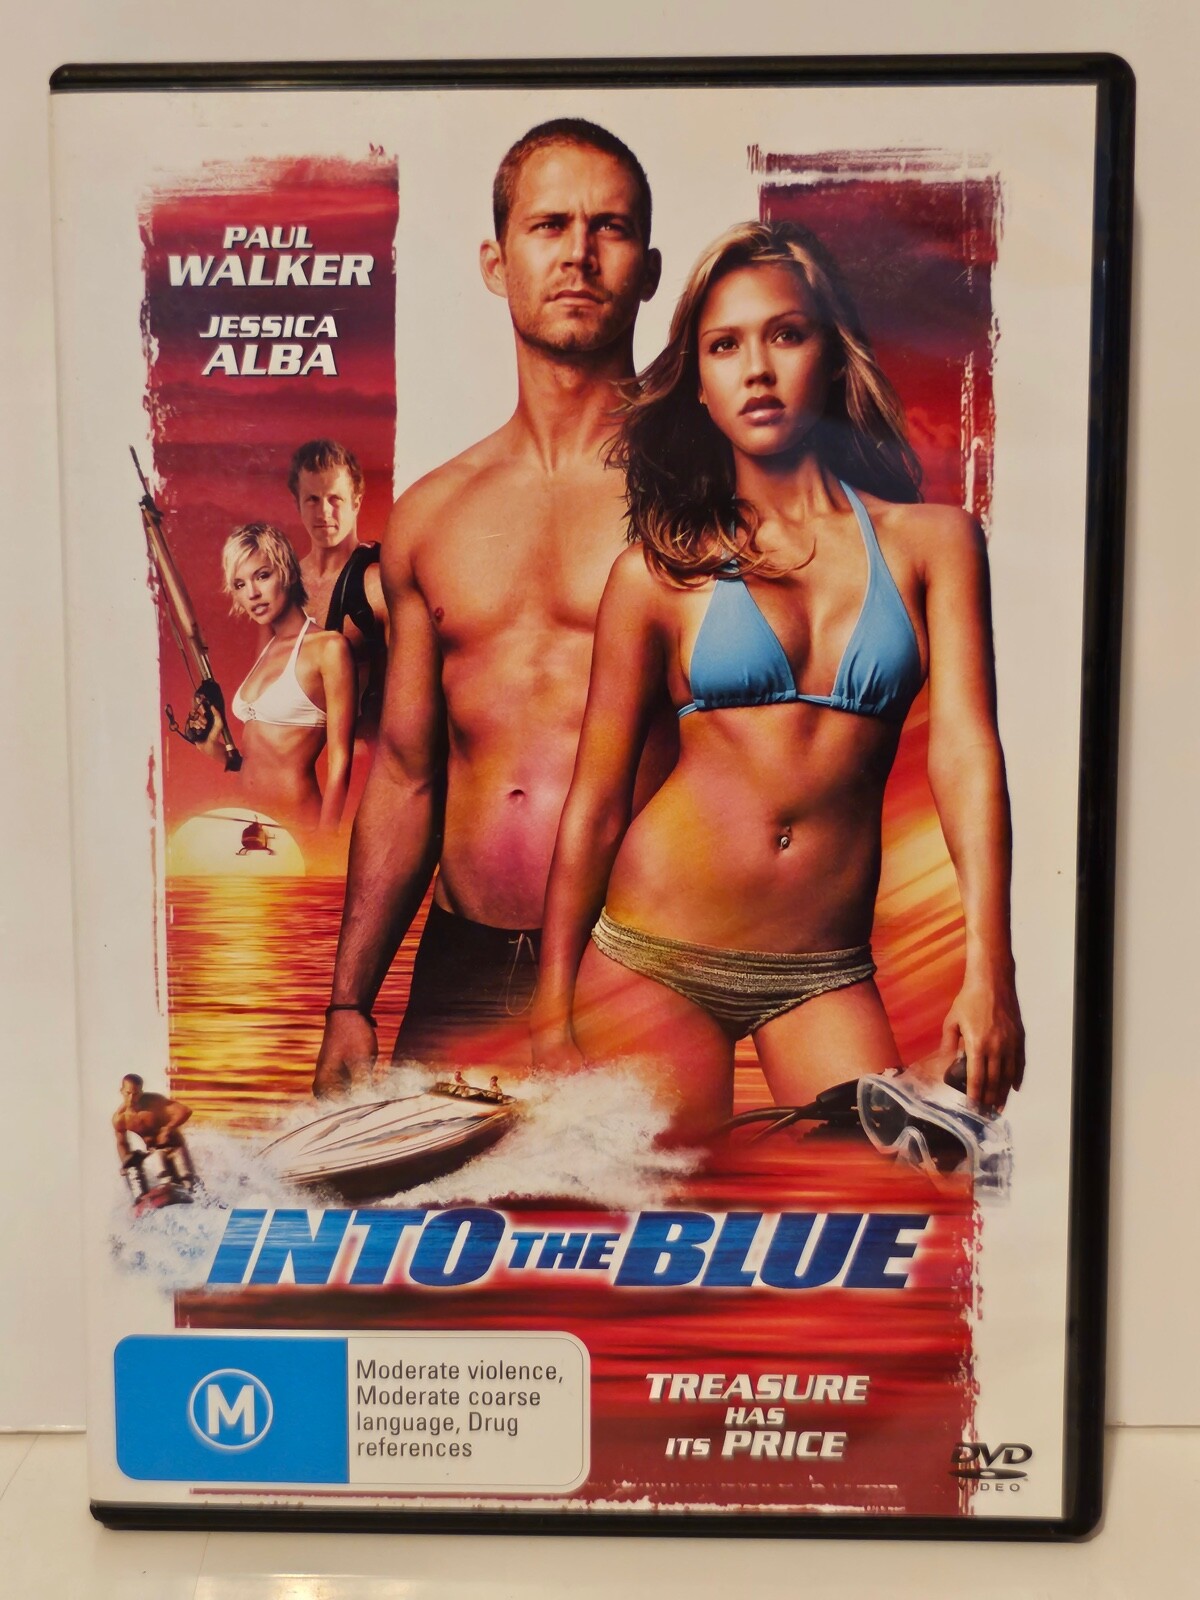 PAUL
WALKER
JESSICA
ALBA
INTO THE BLUE
M
Moderate violence,
Moderate coarse
language, Drug
references
TREASURE
HAS
ITS PRICE
DVD
VIDEO